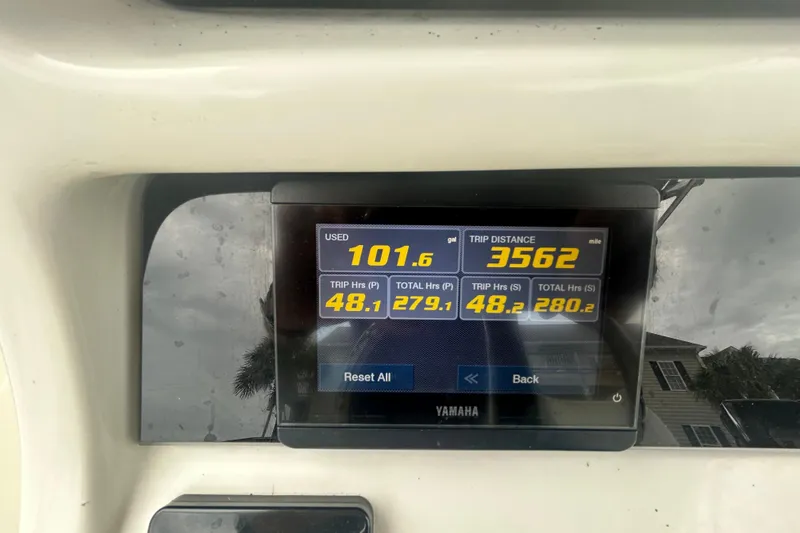 USED gal TRIP DISTANCE mile
101.6 3562
TRIP Hrs (P) TOTAL Hrs (P) TRIP Hrs (S) TOTAL Hrs (S)
48.1 279.1 48.2 280.2
Reset All Back
YAMAHA